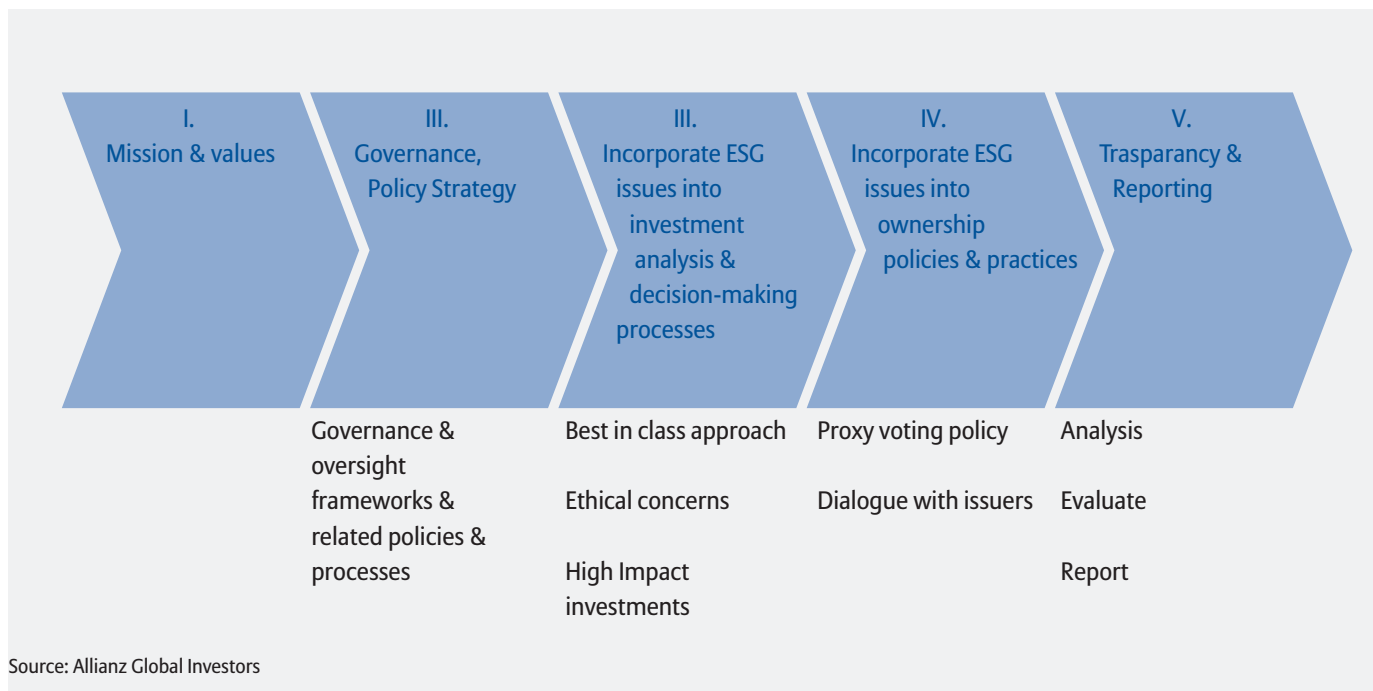 I.
Mission & values
III.
Governance,
Policy Strategy
III.
Incorporate ESG
issues into
investment
analysis &
decision-making
processes
IV.
Incorporate ESG
issues into
ownership
policies & practices
V.
Trasparancy &
Reporting
Governance &
oversight
frameworks &
related policies &
processes
Best in class approach
Ethical concerns
High Impact
investments
Proxy voting policy
Dialogue with issuers
Analysis
Evaluate
Report
Source: Allianz Global Investors